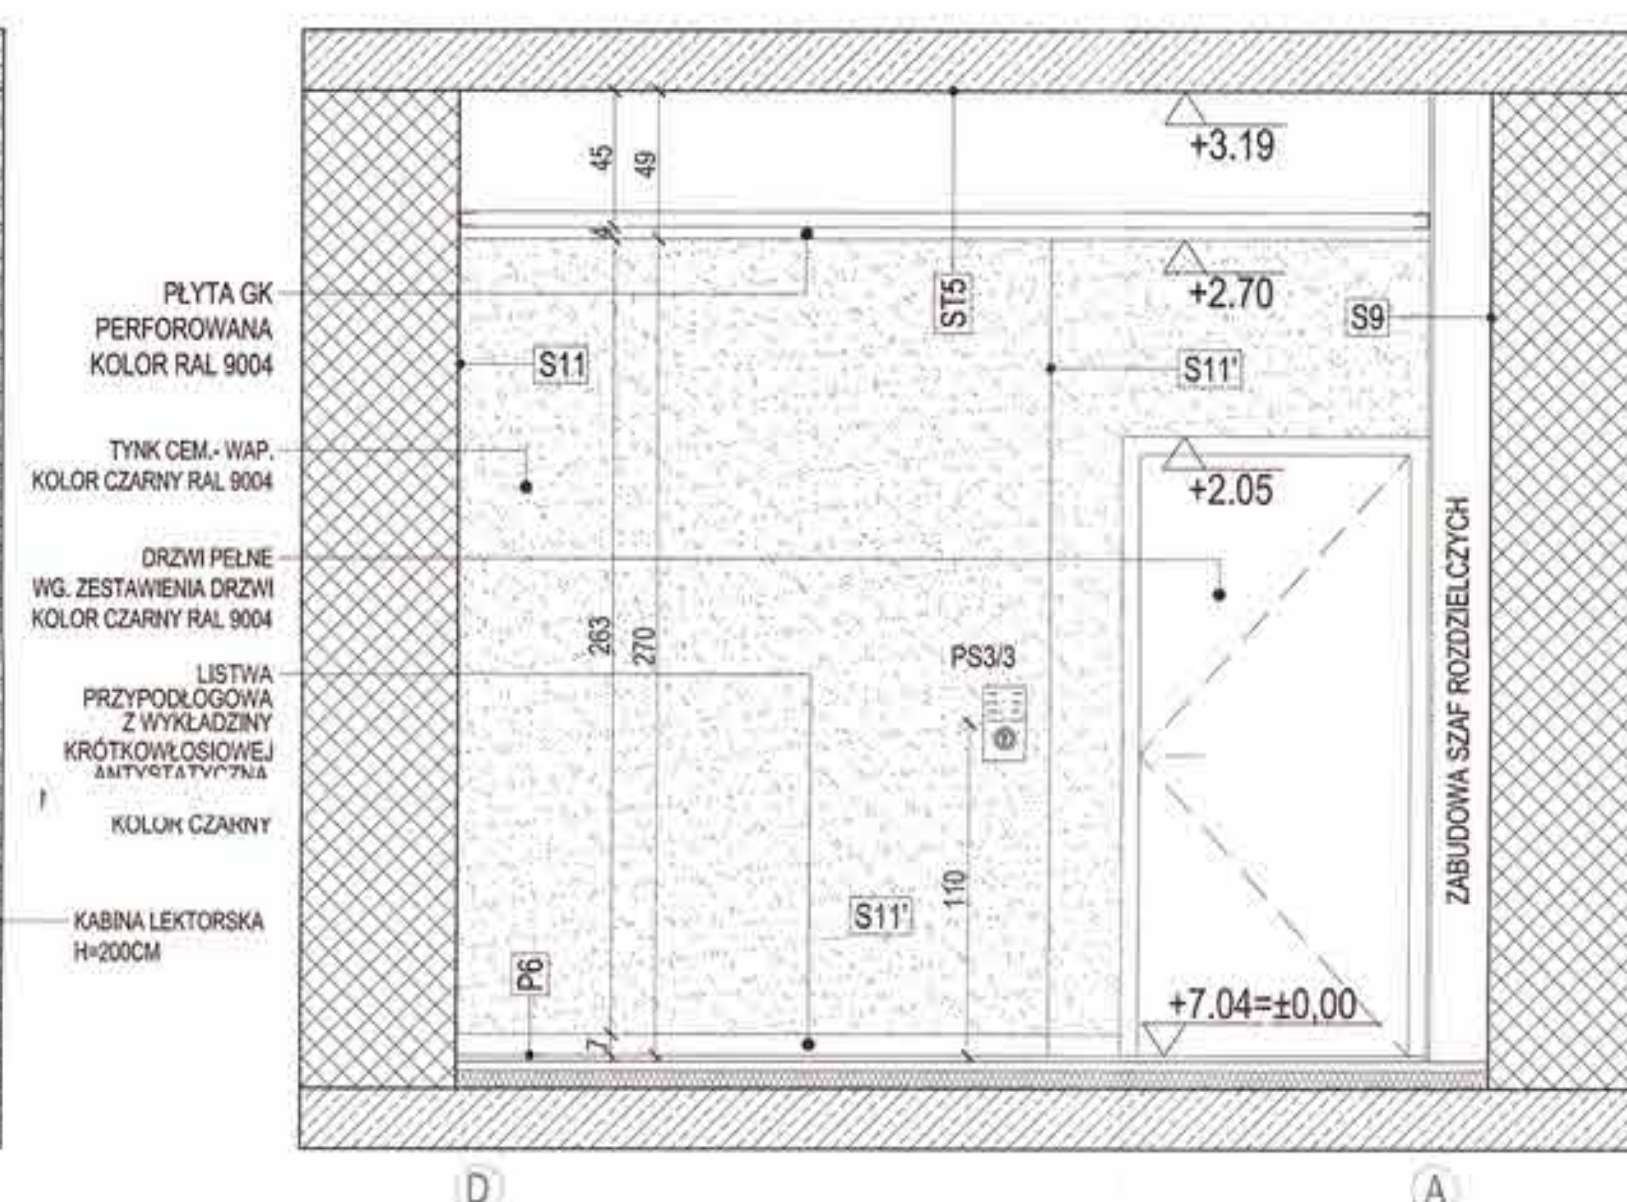 +3.19
45
49
4
+2.70
PŁYTA GK
PERFOROWANA
KOLOR RAL 9004
ST5
S9
S11
S11'
TYNK CEM.- WAP.
KOLOR CZARNY RAL 9004
+2.05
DRZWI PEŁNE
WG. ZESTAWIENIA DRZWI
KOLOR CZARNY RAL 9004
263
270
PS3/3
LISTWA
PRZYPODŁOGOWA
Z WYKŁADZINY
KRÓTKOWŁOSIOWEJ
ANTYSTATYCZNA
KOLOR CZARNY
ZABUDOWA SZAF ROZDZIELCZYCH
110
S11'
KABINA LEKTORSKA
H=200CM
P6
+7.04=±0,00
7
D
A